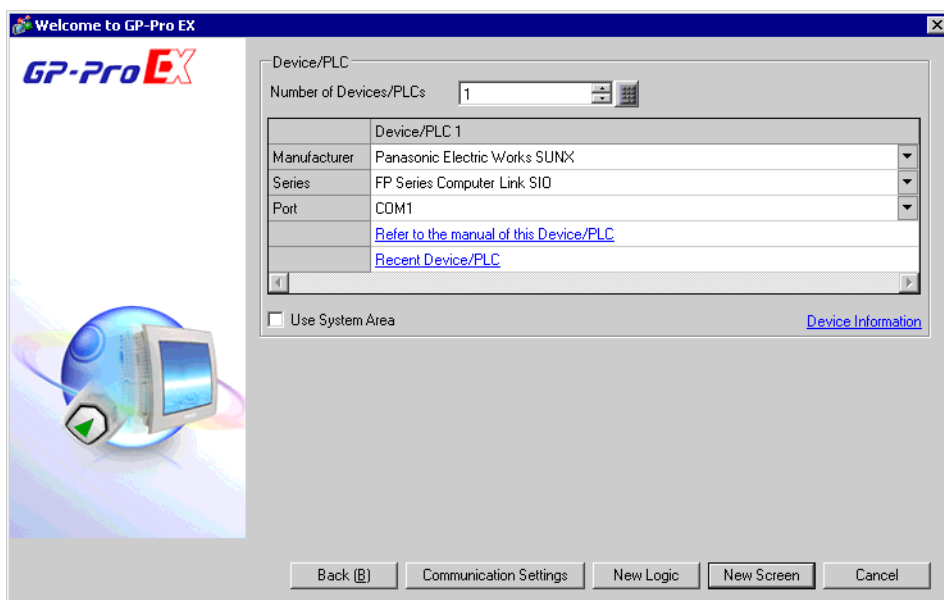 Welcome to GP-Pro EX
GP-Pro EX
Device/PLC
Number of Devices/PLCs 1
Device/PLC 1
Manufacturer Panasonic Electric Works SUNX
Series FP Series Computer Link SIO
Port COM1
Refer to the manual of this Device/PLC
Recent Device/PLC
Use System Area Device Information
Back (B) Communication Settings New Logic New Screen Cancel